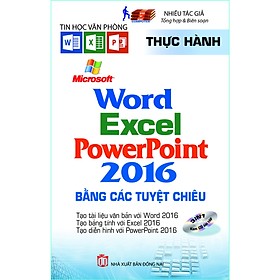 TIN HỌC VĂN PHÒNG
NHIỀU TÁC GIẢ
Tổng hợp & Biên soạn
W X P
THỰC HÀNH
Microsoft
Word
Excel
PowerPoint
2016
BẰNG CÁC TUYỆT CHIÊU
Tạo tài liệu văn bản với Word 2016
Tạo bảng tính với Excel 2016
Tạo diễn hình với PowerPoint 2016
NHÀ XUẤT BẢN ĐỒNG NAI